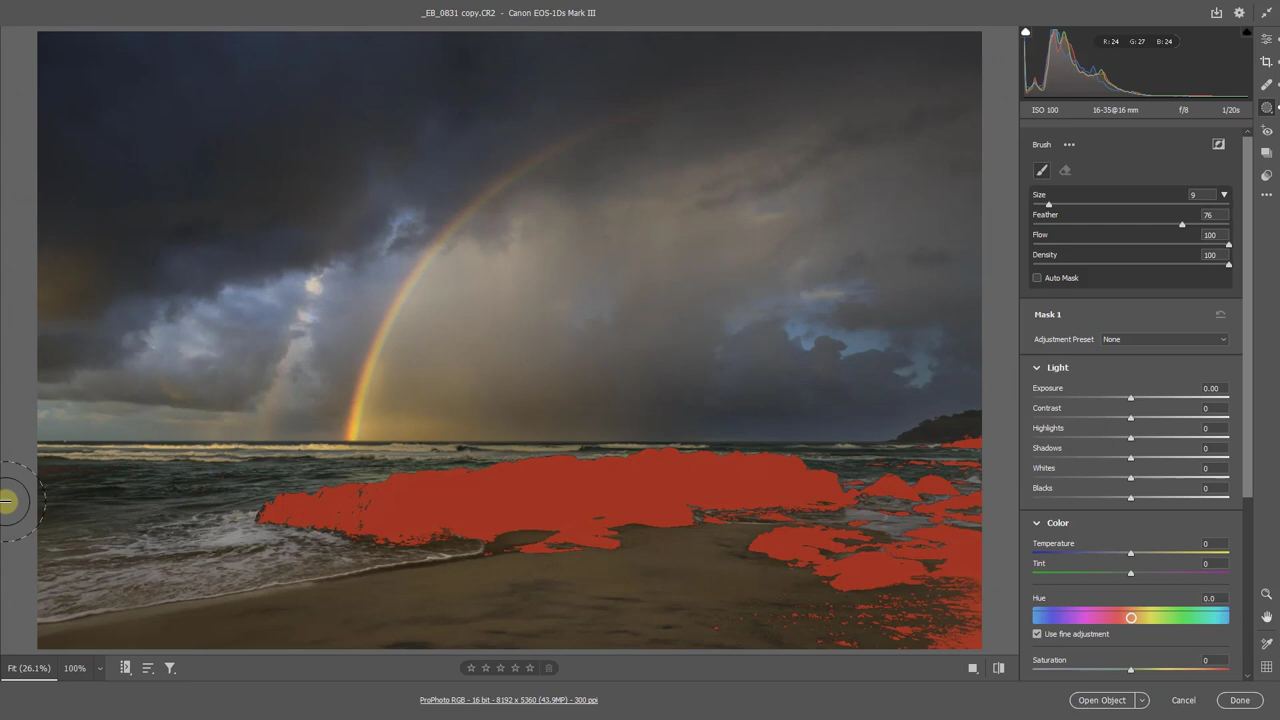 _EB_0831 copy.CR2 - Canon EOS-1Ds Mark III
R: 24 G: 27 B: 24
ISO 100 16-35@16 mm f/8 1/20s
Brush
Size 9
Feather 76
Flow 100
Density 100
Auto Mask
Mask 1
Adjustment Preset None
Light
Exposure 0.00
Contrast 0
Highlights 0
Shadows 0
Whites 0
Blacks 0
Color
Temperature 0
Tint 0
Hue 0.0
Use fine adjustment
Saturation 0
Fit (26.1%) 100%
ProPhoto RGB - 16 bit - 8192 x 5360 (43.9MP) - 300 ppi
Open Object Cancel Done